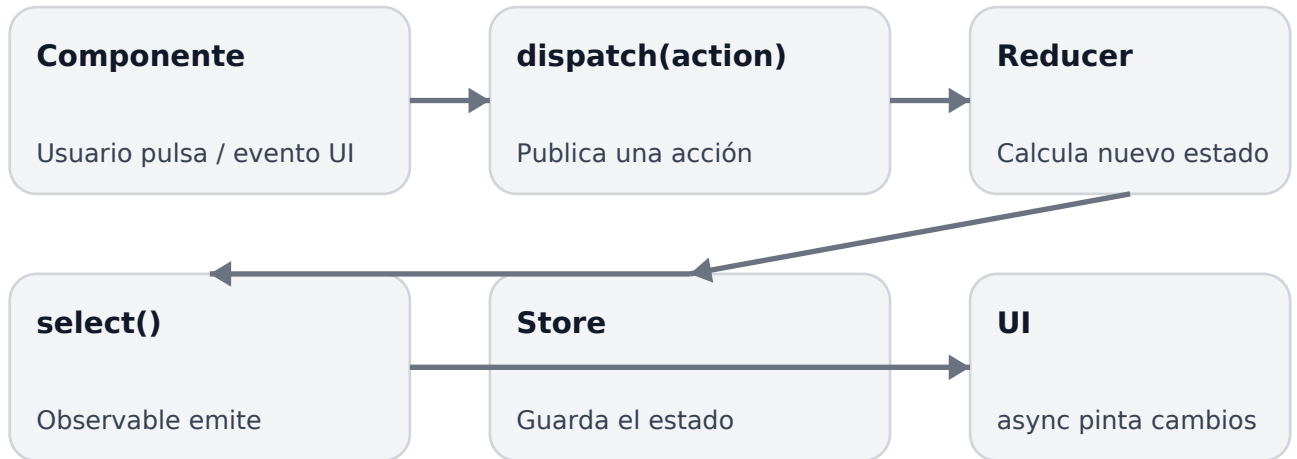 Componente
Usuario pulsa / evento UI
dispatch(action)
Publica una acción
Reducer
Calcula nuevo estado
select()
Observable emite
Store
Guarda el estado
UI
async pinta cambios